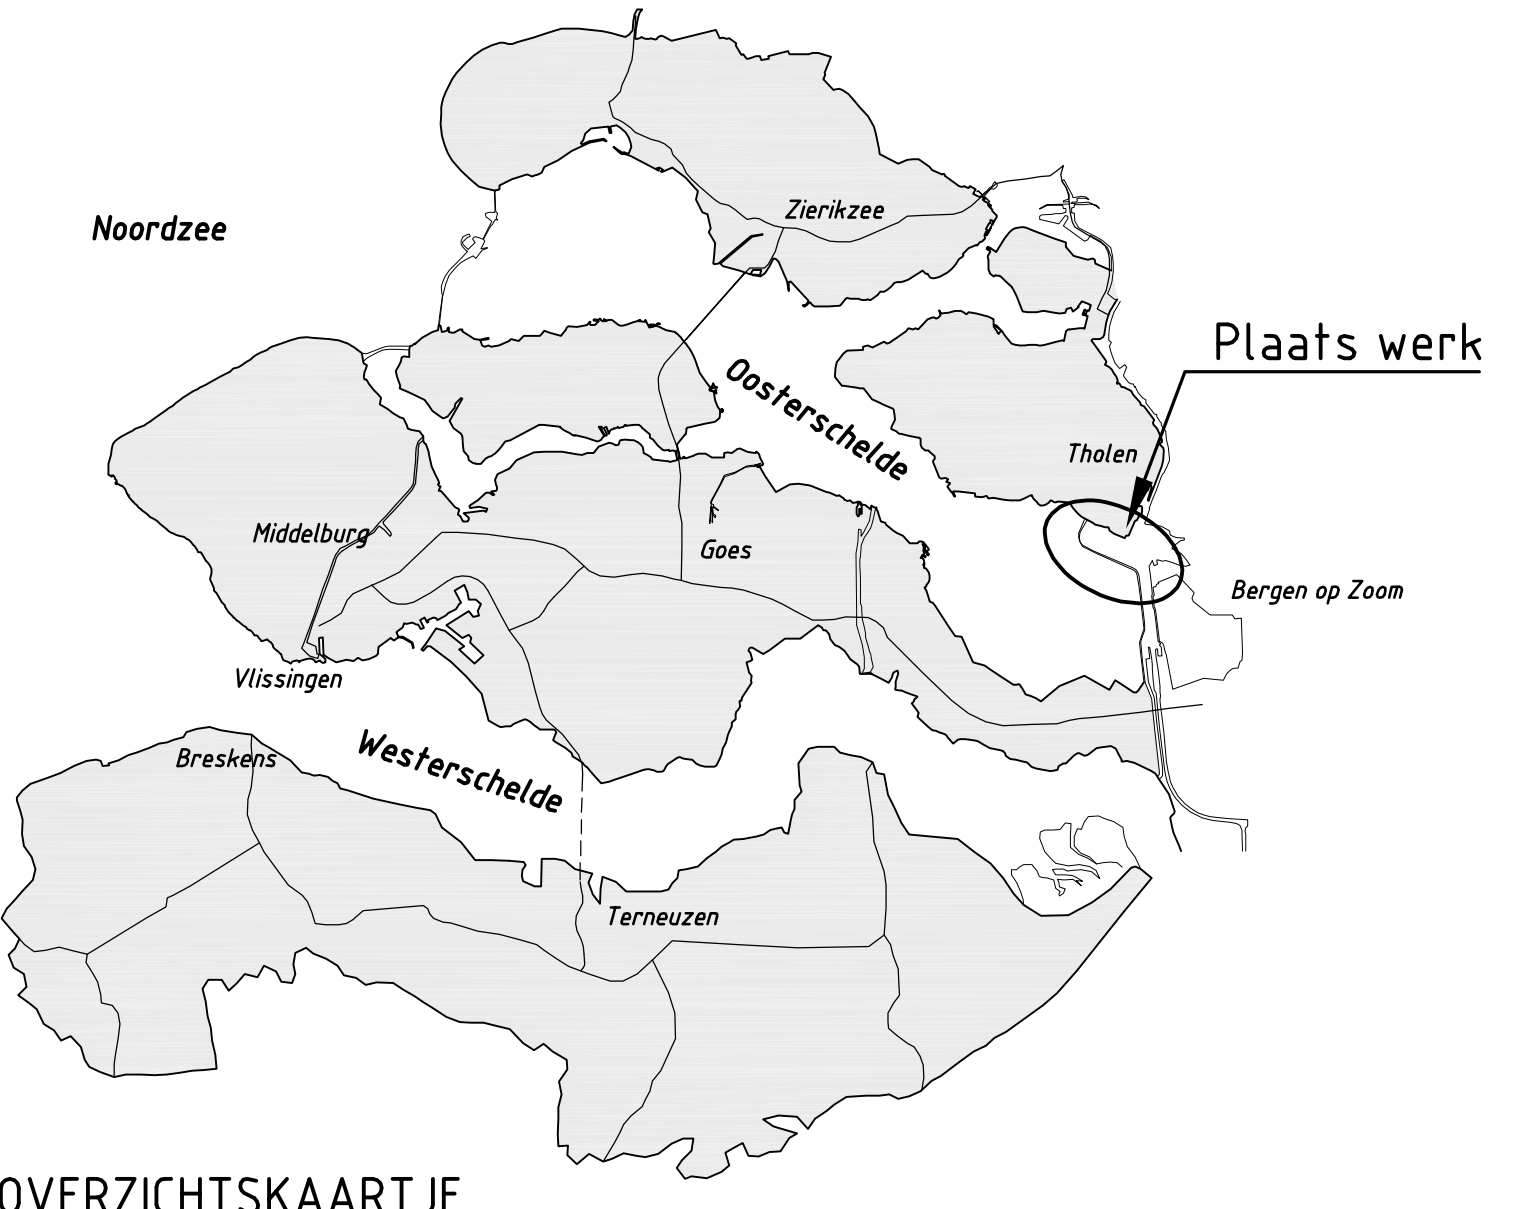 Noordzee
Zierikzee
Plaats werk
Oosterschelde
Tholen
Middelburg
Goes
Bergen op Zoom
Vlissingen
Westerschelde
Breskens
Terneuzen
OVERZICHTSKAARTJE